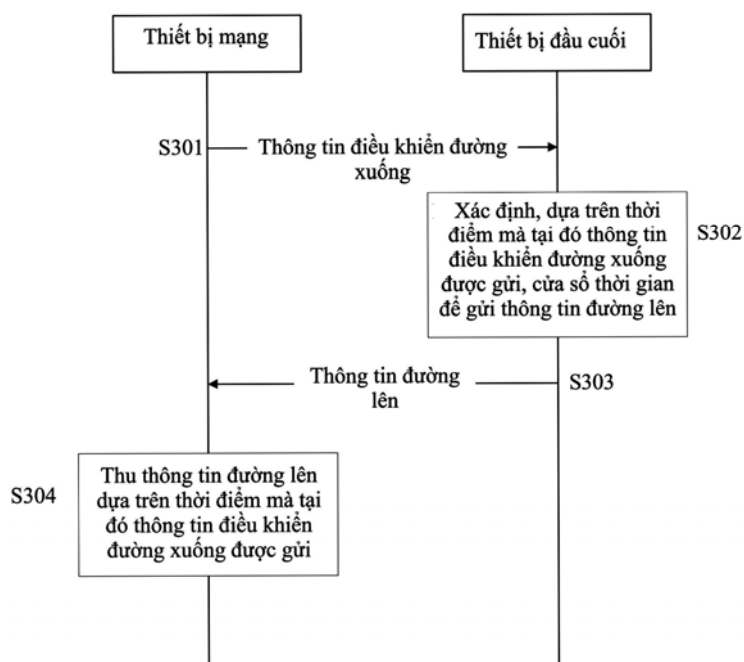 Thiết bị mạng
Thiết bị đầu cuối
S301
Thông tin điều khiển đường
xuống
Xác định, dựa trên thời
điểm mà tại đó thông tin
điều khiển đường xuống
được gửi, cửa sổ thời gian
để gửi thông tin đường lên
S302
Thông tin đường
lên
S303
S304
Thu thông tin đường lên
dựa trên thời điểm mà tại
đó thông tin điều khiển
đường xuống được gửi